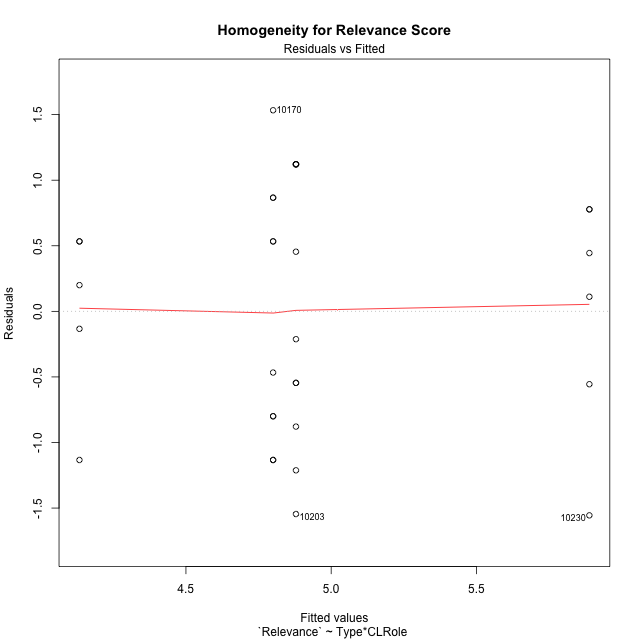 Homogeneity for Relevance Score
Residuals vs Fitted
1.5
1.0
0.5
0.0
-0.5
-1.0
-1.5
Residuals
10170
10203
10230
4.5 5.0 5.5
Fitted values
`Relevance` ~ Type*CLRole